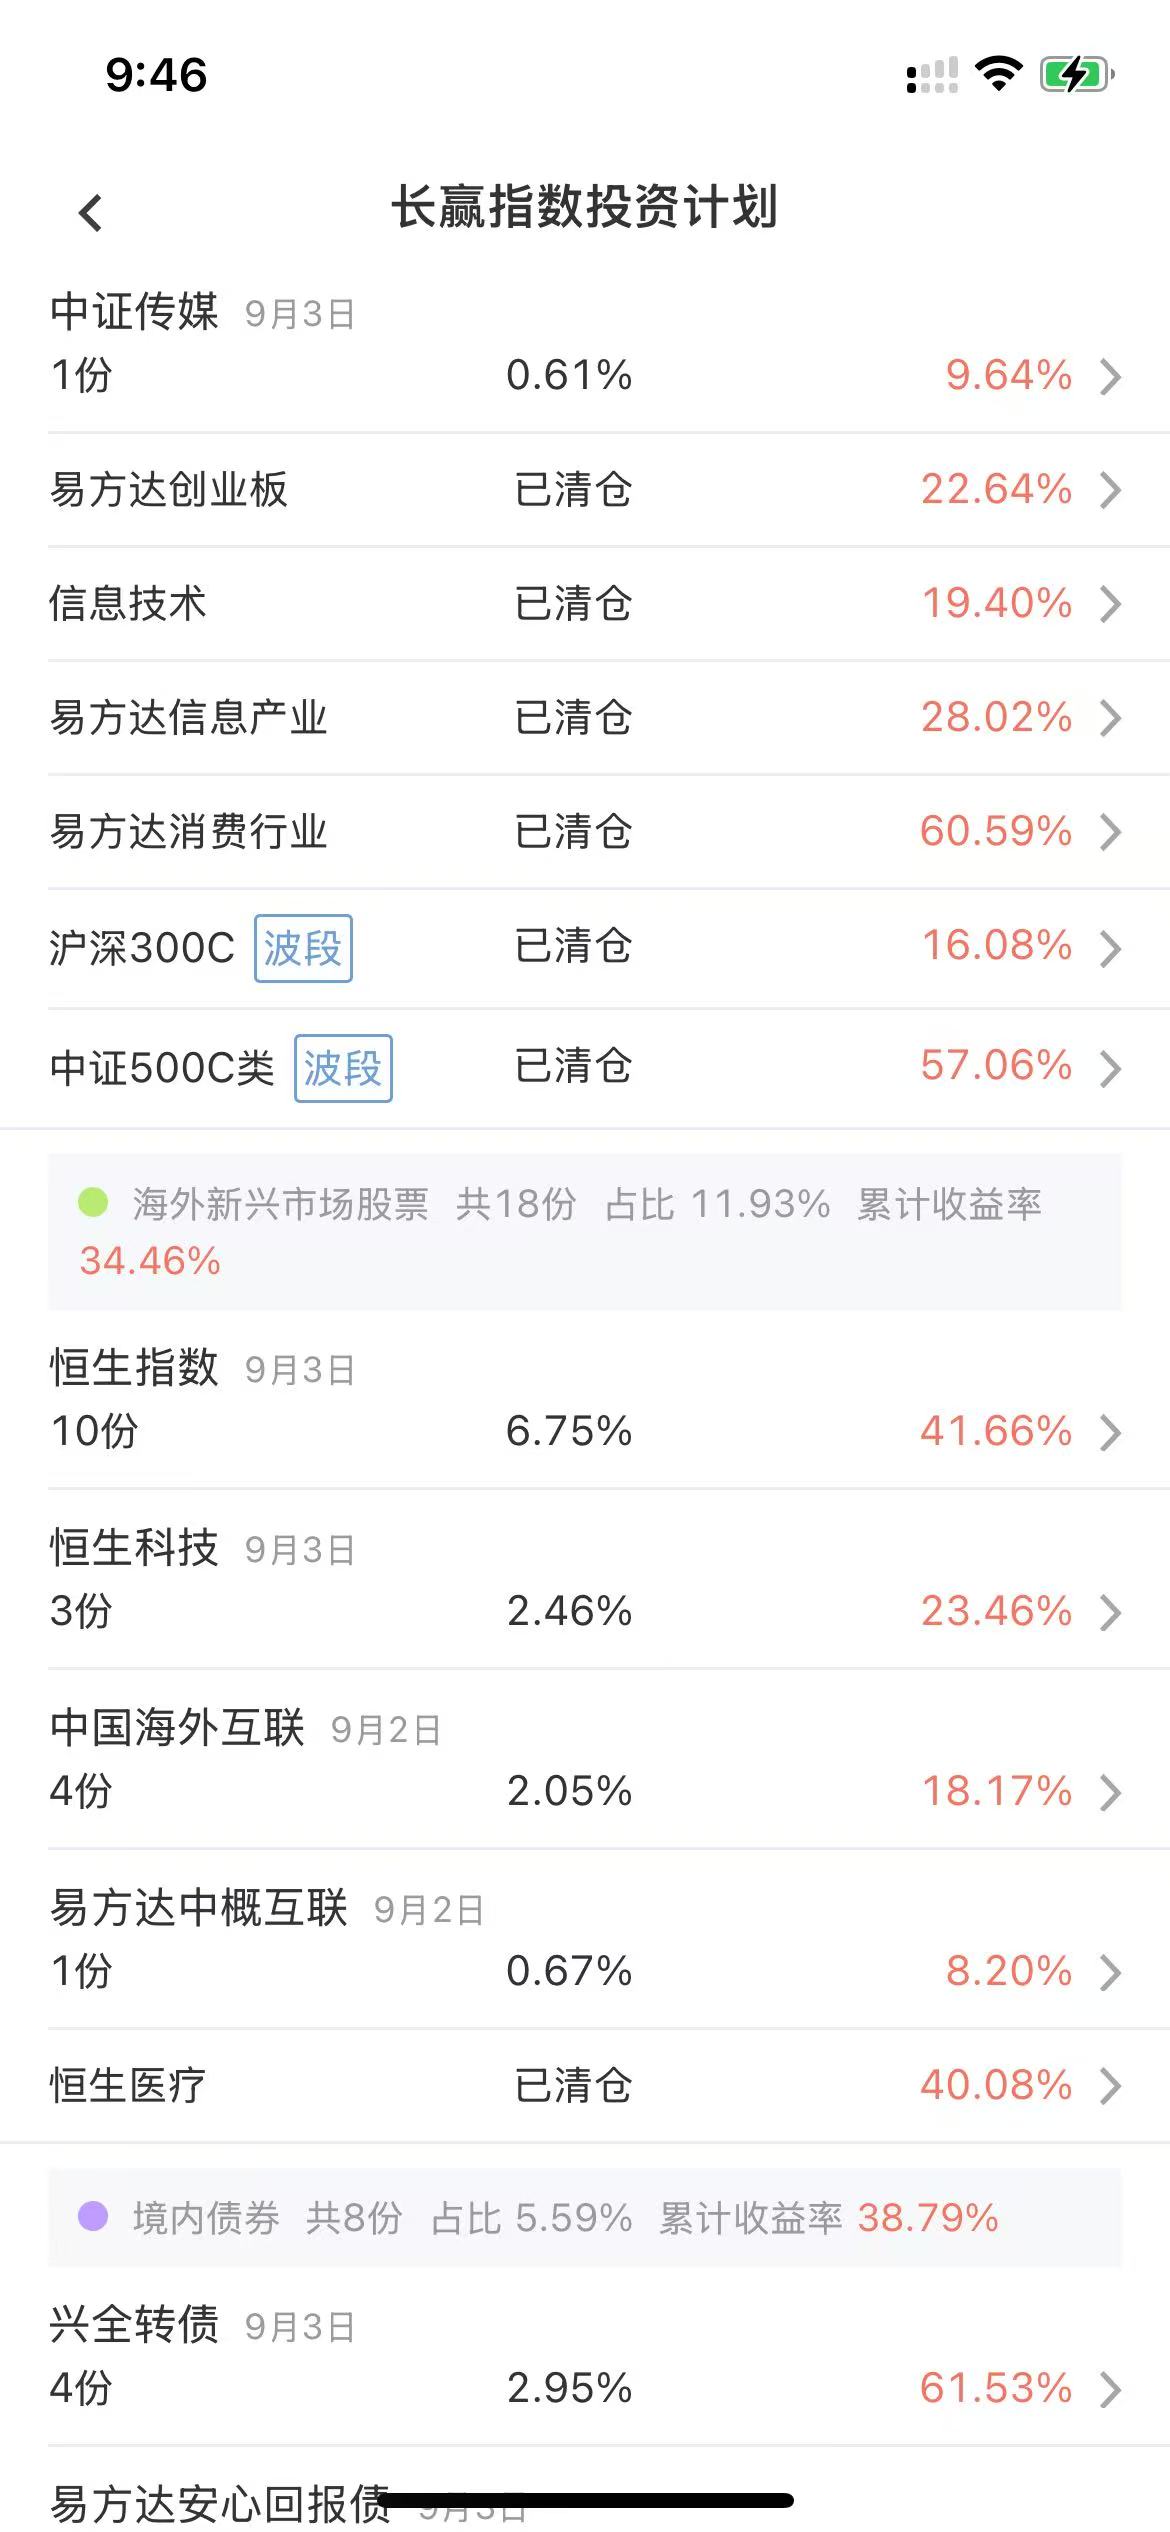 9:46
长赢指数投资计划
中证传媒 9月3日
1份 0.61% 9.64%
易方达创业板 已清仓 22.64%
信息技术 已清仓 19.40%
易方达信息产业 已清仓 28.02%
易方达消费行业 已清仓 60.59%
沪深300C 波段 已清仓 16.08%
中证500C类 波段 已清仓 57.06%
海外新兴市场股票 共18份 占比 11.93% 累计收益率
34.46%
恒生指数 9月3日
10份 6.75% 41.66%
恒生科技 9月3日
3份 2.46% 23.46%
中国海外互联 9月2日
4份 2.05% 18.17%
易方达中概互联 9月2日
1份 0.67% 8.20%
恒生医疗 已清仓 40.08%
境内债券 共8份 占比 5.59% 累计收益率 38.79%
兴全转债 9月3日
4份 2.95% 61.53%
易方达安心回报债 9月3日